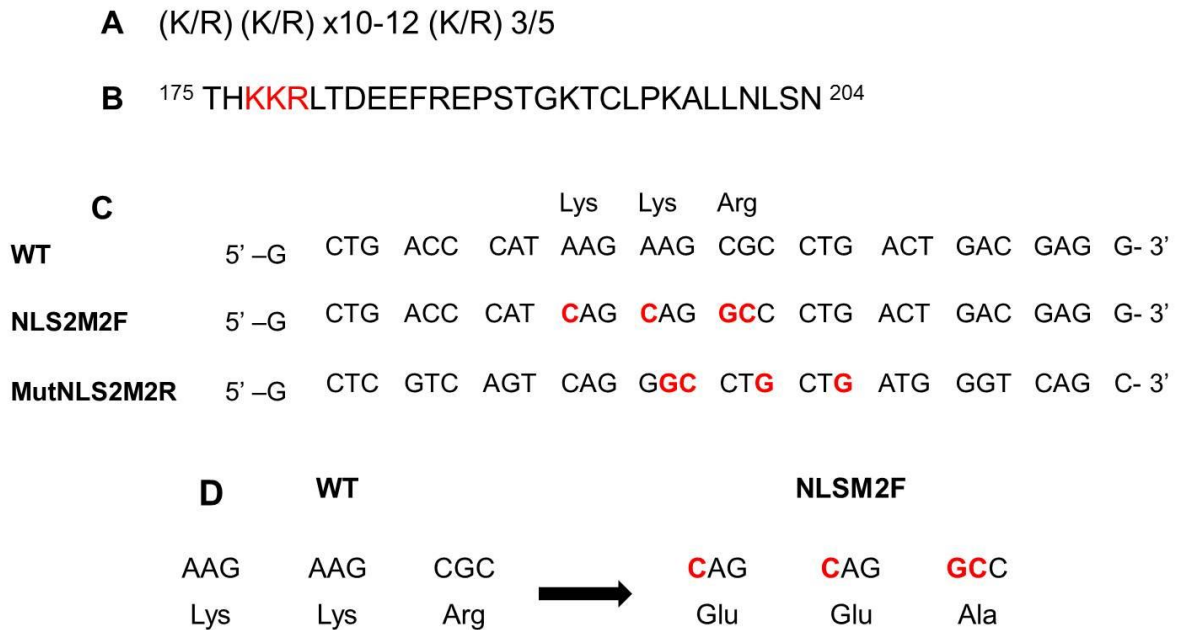 A (K/R) (K/R) x10-12 (K/R) 3/5
B 175 THKKRLTDEEFREPSTGKTCLPKALLNLSN 204
C Lys Lys Arg
WT 5' –G CTG ACC CAT AAG AAG CGC CTG ACT GAC GAG G- 3'
NLS2M2F 5' –G CTG ACC CAT CAG CAG GCC CTG ACT GAC GAG G- 3'
MutNLS2M2R 5' –G CTC GTC AGT CAG GGC CTG CTG ATG GGT CAG C- 3'
D WT NLSM2F
AAG AAG CGC CAG CAG GCC
Lys Lys Arg Glu Glu Ala